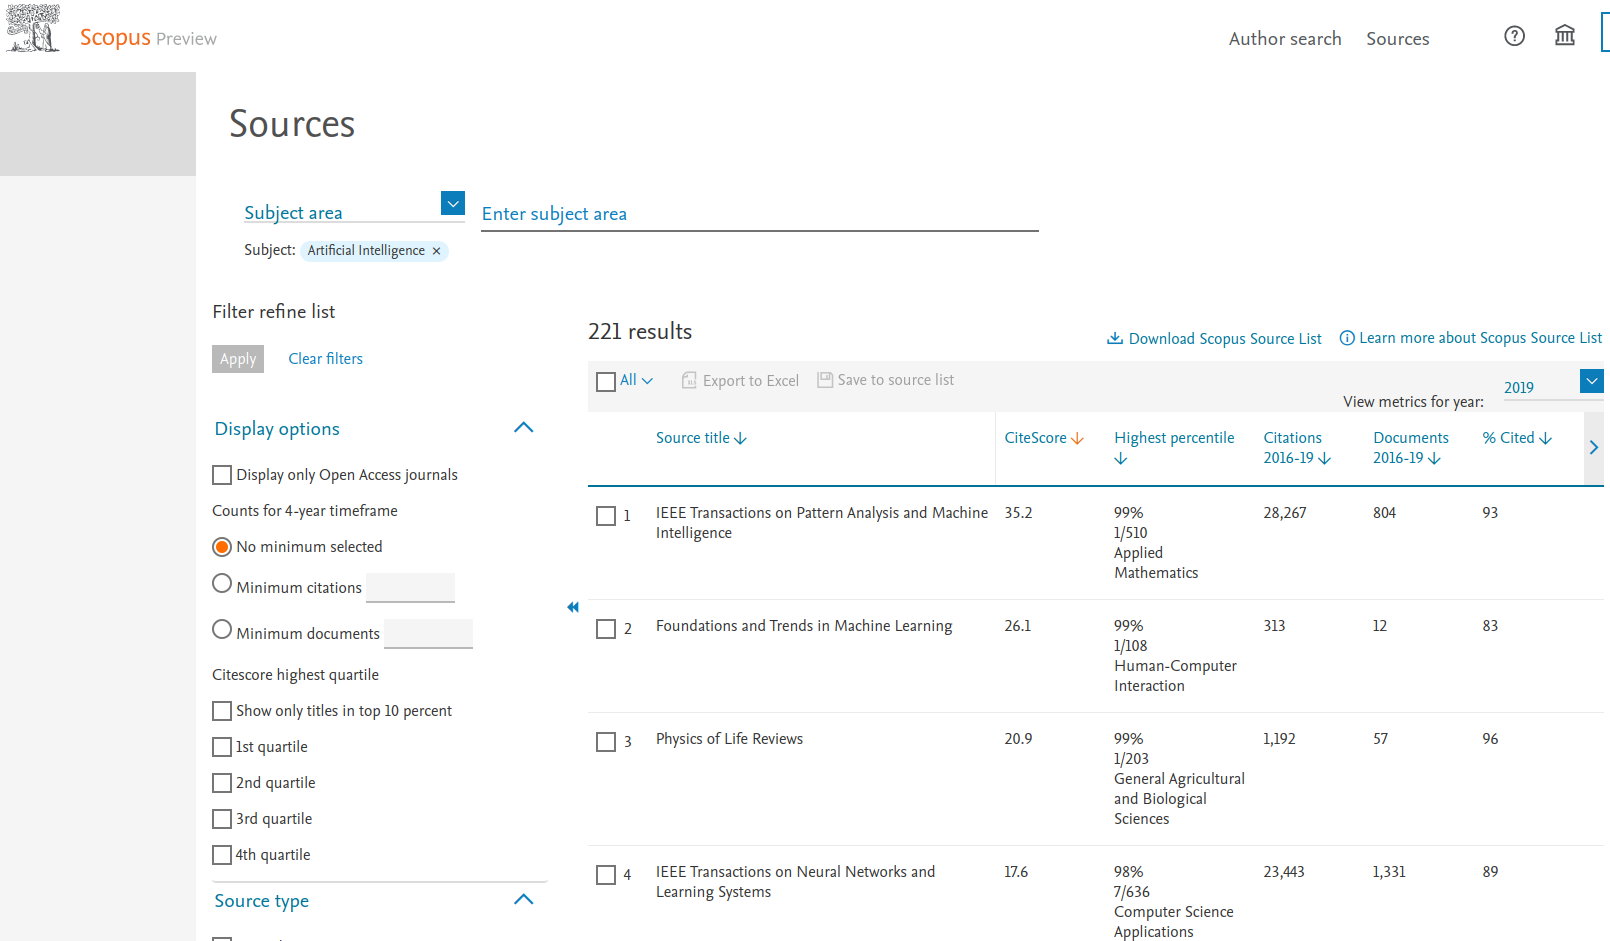 Scopus Preview
Author search Sources
Sources
Subject area
Enter subject area
Subject: Artificial Intelligence ×
Filter refine list
Apply Clear filters
Display options
Display only Open Access journals
Counts for 4-year timeframe
No minimum selected
Minimum citations
Minimum documents
Citescore highest quartile
Show only titles in top 10 percent
1st quartile
2nd quartile
3rd quartile
4th quartile
Source type
221 results
Download Scopus Source List Learn more about Scopus Source List
All Export to Excel Save to source list
View metrics for year: 2019
Source title CiteScore Highest percentile Citations 2016-19 Documents 2016-19 % Cited
1 IEEE Transactions on Pattern Analysis and Machine 35.2 99% 28,267 804 93
Intelligence 1/510
Applied
Mathematics
2 Foundations and Trends in Machine Learning 26.1 99% 313 12 83
1/108
Human-Computer
Interaction
3 Physics of Life Reviews 20.9 99% 1,192 57 96
1/203
General Agricultural
and Biological
Sciences
4 IEEE Transactions on Neural Networks and 17.6 98% 23,443 1,331 89
Learning Systems 7/636
Computer Science
Applications